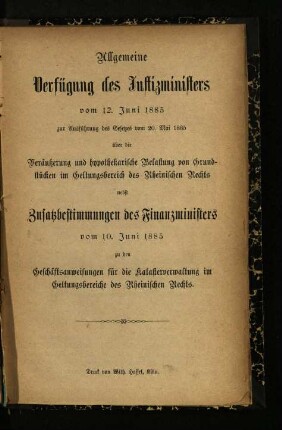 Allgemeine
Verfügung des Justizministers
vom 12. Juni 1885
zur Ausführung des Gesetzes vom 20. Mai 1885
über die
Veräußerung und hypothekarische Belastung von Grund-
stücken im Geltungsbereich des Rheinischen Rechts
nebst
Zusatzbestimmungen des Finanzministers
vom 10. Juni 1885
zu den
Geschäftsanweisungen für die Katasterverwaltung im
Geltungsbereiche des Rheinischen Rechts.
Druck von Wilh. Hassel, Köln.